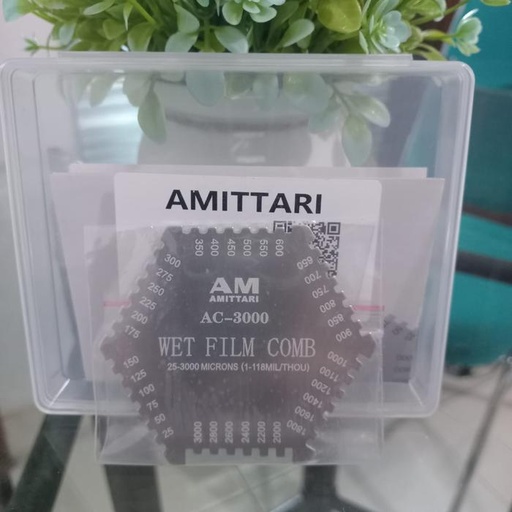 AMITTARI
350 400 450 500 550 600
650 700 750 800 850 900
300 275 250 225 200 175
AM
AMITTARI
AC-3000
WET FILM COMB
25-3000 MICRONS (1-118MIL/THOU)
150 125 100 75 50 25
1000 1100 1200 1400 1600 1800
3000 2800 2600 2400 2200 2000